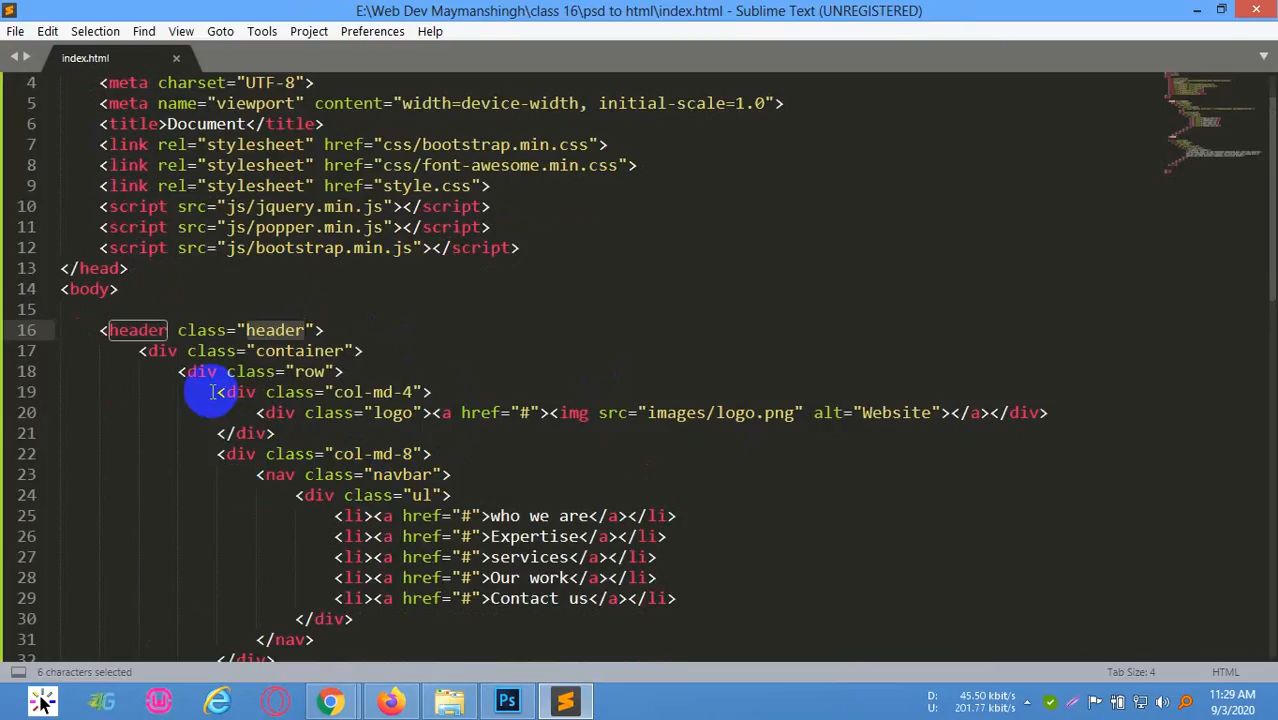 E:\Web Dev Maymanshingh\class 16\psd to html\index.html - Sublime Text (UNREGISTERED)
File Edit Selection Find View Goto Tools Project Preferences Help
index.html
4 <meta charset="UTF-8">
5 <meta name="viewport" content="width=device-width, initial-scale=1.0">
6 <title>Document</title>
7 <link rel="stylesheet" href="css/bootstrap.min.css">
8 <link rel="stylesheet" href="css/font-awesome.min.css">
9 <link rel="stylesheet" href="style.css">
10 <script src="js/jquery.min.js"></script>
11 <script src="js/popper.min.js"></script>
12 <script src="js/bootstrap.min.js"></script>
13 </head>
14 <body>
15
16 <header class="header">
17 <div class="container">
18 <div class="row">
19 <div class="col-md-4">
20 <div class="logo"><a href="#"><img src="images/logo.png" alt="Website"></a></div>
21 </div>
22 <div class="col-md-8">
23 <nav class="navbar">
24 <div class="ul">
25 <li><a href="#">who we are</a></li>
26 <li><a href="#">Expertise</a></li>
27 <li><a href="#">services</a></li>
28 <li><a href="#">Our work</a></li>
29 <li><a href="#">Contact us</a></li>
30 </div>
31 </nav>
32 </div>
6 characters selected Tab Size: 4 HTML
D: 45.50 kbit/s
U: 201.77 kbit/s
11:29 AM
9/3/2020